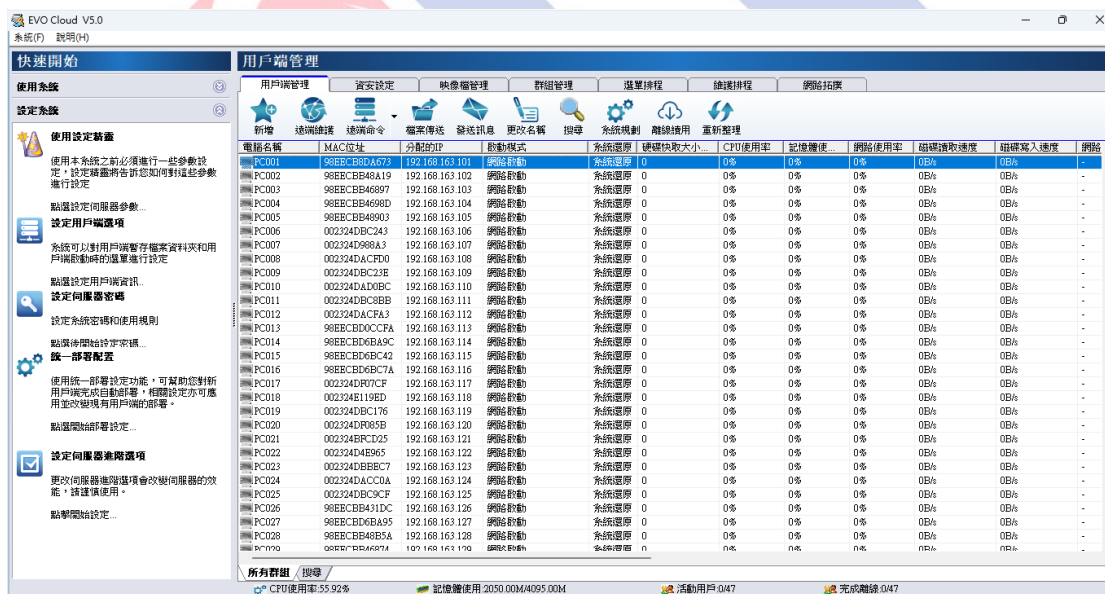 EVO Cloud V5.0
系統(F) 說明(H)
快速開始
使用系統
設定系統
使用設定精靈
使用本系統之前必須進行一些參數設
定，設定精靈將告訴您如何對這些參數
進行設定
點選設定伺服器參數...
設定用戶端選項
系統可以對用戶端暫存檔案資料夾和用
戶端啟動時的選單進行設定
點選設定用戶端資訊..
設定伺服器密碼
設定系統密碼和使用規則
點選後開始設定密碼...
統一部署配置
使用統一部署設定功能，可幫助您對新
用戶端完成自動部署，相關設定亦可應
用並改變現有用戶端的部署。
點選開始部署設定...
設定伺服器進階選項
更改伺服器進階選項會改變伺服器的效
能，請謹慎使用。
點擊開始設定...
用戶端管理
用戶端管理 資安設定 映像檔管理 群組管理 選單排程 維護排程 網路拓撲
新增 遠端維護 遠端命令 檔案傳送 發送訊息 更改名稱 搜尋 系統規劃 離線續用 重新整理
電腦名稱 MAC位址 分配的IP 啟動模式 系統還原 硬碟快取大小... CPU使用率 記憶體使... 網路使用率 磁碟讀取速度 磁碟寫入速度 網路
PC001 98EECB8DA673 192.168.163.101 網路啟動 系統還原 0 0% 0% 0% 0B/s 0B/s -
PC002 98EECBB48A19 192.168.163.102 網路啟動 系統還原 0 0% 0% 0% 0B/s 0B/s -
PC003 98EECBB46897 192.168.163.103 網路啟動 系統還原 0 0% 0% 0% 0B/s 0B/s -
PC004 98EECBB4698D 192.168.163.104 網路啟動 系統還原 0 0% 0% 0% 0B/s 0B/s -
PC005 98EECBB48903 192.168.163.105 網路啟動 系統還原 0 0% 0% 0% 0B/s 0B/s -
PC006 002324DBC243 192.168.163.106 網路啟動 系統還原 0 0% 0% 0% 0B/s 0B/s -
PC007 002324D988A3 192.168.163.107 網路啟動 系統還原 0 0% 0% 0% 0B/s 0B/s -
PC008 002324DACFD0 192.168.163.108 網路啟動 系統還原 0 0% 0% 0% 0B/s 0B/s -
PC009 002324DBC23E 192.168.163.109 網路啟動 系統還原 0 0% 0% 0% 0B/s 0B/s -
PC010 002324DAD0BC 192.168.163.110 網路啟動 系統還原 0 0% 0% 0% 0B/s 0B/s -
PC011 002324DBC8BB 192.168.163.111 網路啟動 系統還原 0 0% 0% 0% 0B/s 0B/s -
PC012 002324DACFA3 192.168.163.112 網路啟動 系統還原 0 0% 0% 0% 0B/s 0B/s -
PC013 98EECBD0CCFA 192.168.163.113 網路啟動 系統還原 0 0% 0% 0% 0B/s 0B/s -
PC014 98EECBD6BA9C 192.168.163.114 網路啟動 系統還原 0 0% 0% 0% 0B/s 0B/s -
PC015 98EECBD6BC42 192.168.163.115 網路啟動 系統還原 0 0% 0% 0% 0B/s 0B/s -
PC016 98EECBD6BC7A 192.168.163.116 網路啟動 系統還原 0 0% 0% 0% 0B/s 0B/s -
PC017 002324DF07CF 192.168.163.117 網路啟動 系統還原 0 0% 0% 0% 0B/s 0B/s -
PC018 002324E119ED 192.168.163.118 網路啟動 系統還原 0 0% 0% 0% 0B/s 0B/s -
PC019 002324DBC176 192.168.163.119 網路啟動 系統還原 0 0% 0% 0% 0B/s 0B/s -
PC020 002324DF085B 192.168.163.120 網路啟動 系統還原 0 0% 0% 0% 0B/s 0B/s -
PC021 002324BFCD25 192.168.163.121 網路啟動 系統還原 0 0% 0% 0% 0B/s 0B/s -
PC022 002324D4E965 192.168.163.122 網路啟動 系統還原 0 0% 0% 0% 0B/s 0B/s -
PC023 002324DBBEC7 192.168.163.123 網路啟動 系統還原 0 0% 0% 0% 0B/s 0B/s -
PC024 002324DACC0A 192.168.163.124 網路啟動 系統還原 0 0% 0% 0% 0B/s 0B/s -
PC025 002324DBC9CF 192.168.163.125 網路啟動 系統還原 0 0% 0% 0% 0B/s 0B/s -
PC026 98EECBB431DC 192.168.163.126 網路啟動 系統還原 0 0% 0% 0% 0B/s 0B/s -
PC027 98EECBD6BA95 192.168.163.127 網路啟動 系統還原 0 0% 0% 0% 0B/s 0B/s -
PC028 98EECBB48B5A 192.168.163.128 網路啟動 系統還原 0 0% 0% 0% 0B/s 0B/s -
PC029 98EECBB46874 192.168.163.129 網路啟動 系統還原 0 0% 0% 0% 0B/s 0B/s -
所有群組 搜尋
CPU使用率:55.92% 記憶體使用:2050.00M/4095.00M 活動用戶:0/47 完成離線:0/47